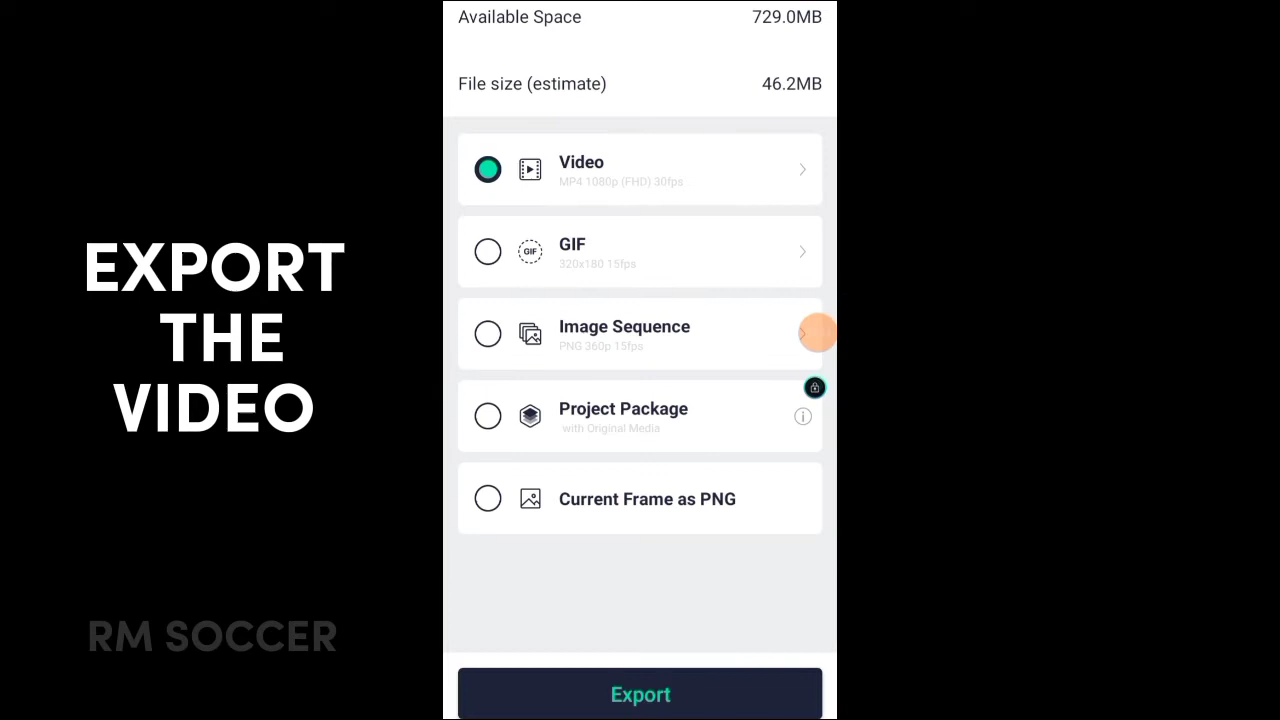 Available Space 729.0MB
File size (estimate) 46.2MB
Video
MP4 1080p (FHD) 30fps
GIF
GIF
320x180 15fps
Image Sequence
PNG 360p 15fps
Project Package
with Original Media
Current Frame as PNG
Export
EXPORT
THE
VIDEO
RM SOCCER